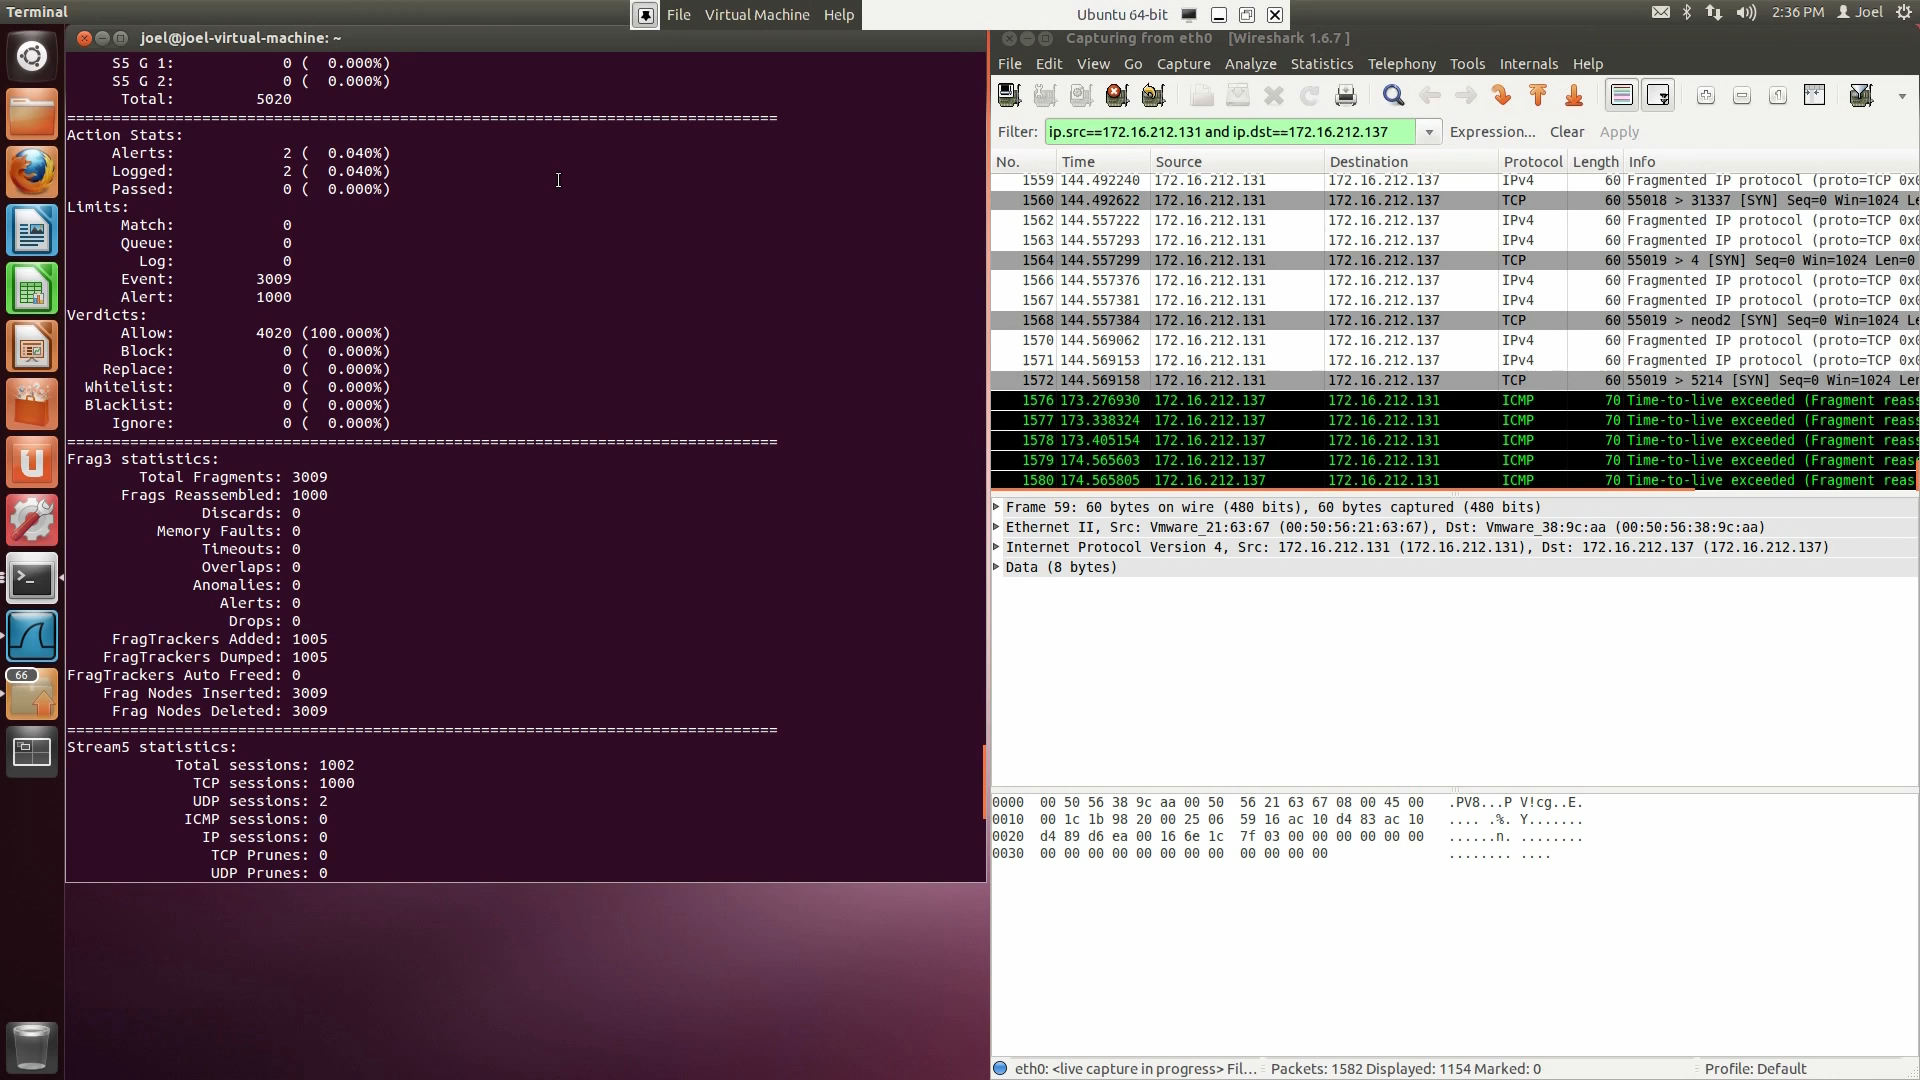 Terminal
File Virtual Machine Help
Ubuntu 64-bit
2:36 PM Joel
joel@joel-virtual-machine: ~
S5 G 1: 0 ( 0.000%)
S5 G 2: 0 ( 0.000%)
Total: 5020
===============================================================================
Action Stats:
Alerts: 2 ( 0.040%)
Logged: 2 ( 0.040%)
Passed: 0 ( 0.000%)
Limits:
Match: 0
Queue: 0
Log: 0
Event: 3009
Alert: 1000
Verdicts:
Allow: 4020 (100.000%)
Block: 0 ( 0.000%)
Replace: 0 ( 0.000%)
Whitelist: 0 ( 0.000%)
Blacklist: 0 ( 0.000%)
Ignore: 0 ( 0.000%)
===============================================================================
Frag3 statistics:
Total Fragments: 3009
Frags Reassembled: 1000
Discards: 0
Memory Faults: 0
Timeouts: 0
Overlaps: 0
Anomalies: 0
Alerts: 0
Drops: 0
FragTrackers Added: 1005
FragTrackers Dumped: 1005
FragTrackers Auto Freed: 0
Frag Nodes Inserted: 3009
Frag Nodes Deleted: 3009
===============================================================================
Stream5 statistics:
Total sessions: 1002
TCP sessions: 1000
UDP sessions: 2
ICMP sessions: 0
IP sessions: 0
TCP Prunes: 0
UDP Prunes: 0
66
Capturing from eth0 [Wireshark 1.6.7 ]
File Edit View Go Capture Analyze Statistics Telephony Tools Internals Help
Filter: ip.src==172.16.212.131 and ip.dst==172.16.212.137 Expression... Clear Apply
No. Time Source Destination Protocol Length Info
1559 144.492240 172.16.212.131 172.16.212.137 IPv4 60 Fragmented IP protocol (proto=TCP 0x0
1560 144.492622 172.16.212.131 172.16.212.137 TCP 60 55018 > 31337 [SYN] Seq=0 Win=1024 Le
1562 144.557222 172.16.212.131 172.16.212.137 IPv4 60 Fragmented IP protocol (proto=TCP 0x0
1563 144.557293 172.16.212.131 172.16.212.137 IPv4 60 Fragmented IP protocol (proto=TCP 0x0
1564 144.557299 172.16.212.131 172.16.212.137 TCP 60 55019 > 4 [SYN] Seq=0 Win=1024 Len=0
1566 144.557376 172.16.212.131 172.16.212.137 IPv4 60 Fragmented IP protocol (proto=TCP 0x0
1567 144.557381 172.16.212.131 172.16.212.137 IPv4 60 Fragmented IP protocol (proto=TCP 0x0
1568 144.557384 172.16.212.131 172.16.212.137 TCP 60 55019 > neod2 [SYN] Seq=0 Win=1024 Le
1570 144.569062 172.16.212.131 172.16.212.137 IPv4 60 Fragmented IP protocol (proto=TCP 0x0
1571 144.569153 172.16.212.131 172.16.212.137 IPv4 60 Fragmented IP protocol (proto=TCP 0x0
1572 144.569158 172.16.212.131 172.16.212.137 TCP 60 55019 > 5214 [SYN] Seq=0 Win=1024 Len
1576 173.276930 172.16.212.137 172.16.212.131 ICMP 70 Time-to-live exceeded (Fragment reas
1577 173.338324 172.16.212.137 172.16.212.131 ICMP 70 Time-to-live exceeded (Fragment reas
1578 173.405154 172.16.212.137 172.16.212.131 ICMP 70 Time-to-live exceeded (Fragment reas
1579 174.565603 172.16.212.137 172.16.212.131 ICMP 70 Time-to-live exceeded (Fragment reas
1580 174.565805 172.16.212.137 172.16.212.131 ICMP 70 Time-to-live exceeded (Fragment reas
Frame 59: 60 bytes on wire (480 bits), 60 bytes captured (480 bits)
Ethernet II, Src: Vmware_21:63:67 (00:50:56:21:63:67), Dst: Vmware_38:9c:aa (00:50:56:38:9c:aa)
Internet Protocol Version 4, Src: 172.16.212.131 (172.16.212.131), Dst: 172.16.212.137 (172.16.212.137)
Data (8 bytes)
0000 00 50 56 38 9c aa 00 50 56 21 63 67 08 00 45 00 .PV8...P V!cg..E.
0010 00 1c 1b 98 20 00 25 06 59 16 ac 10 d4 83 ac 10 .... .%. Y.......
0020 d4 89 d6 ea 00 16 6e 1c 7f 03 00 00 00 00 00 00 ......n. ........
0030 00 00 00 00 00 00 00 00 00 00 00 00 ........ ....
eth0: <live capture in progress> Fil... Packets: 1582 Displayed: 1154 Marked: 0 Profile: Default